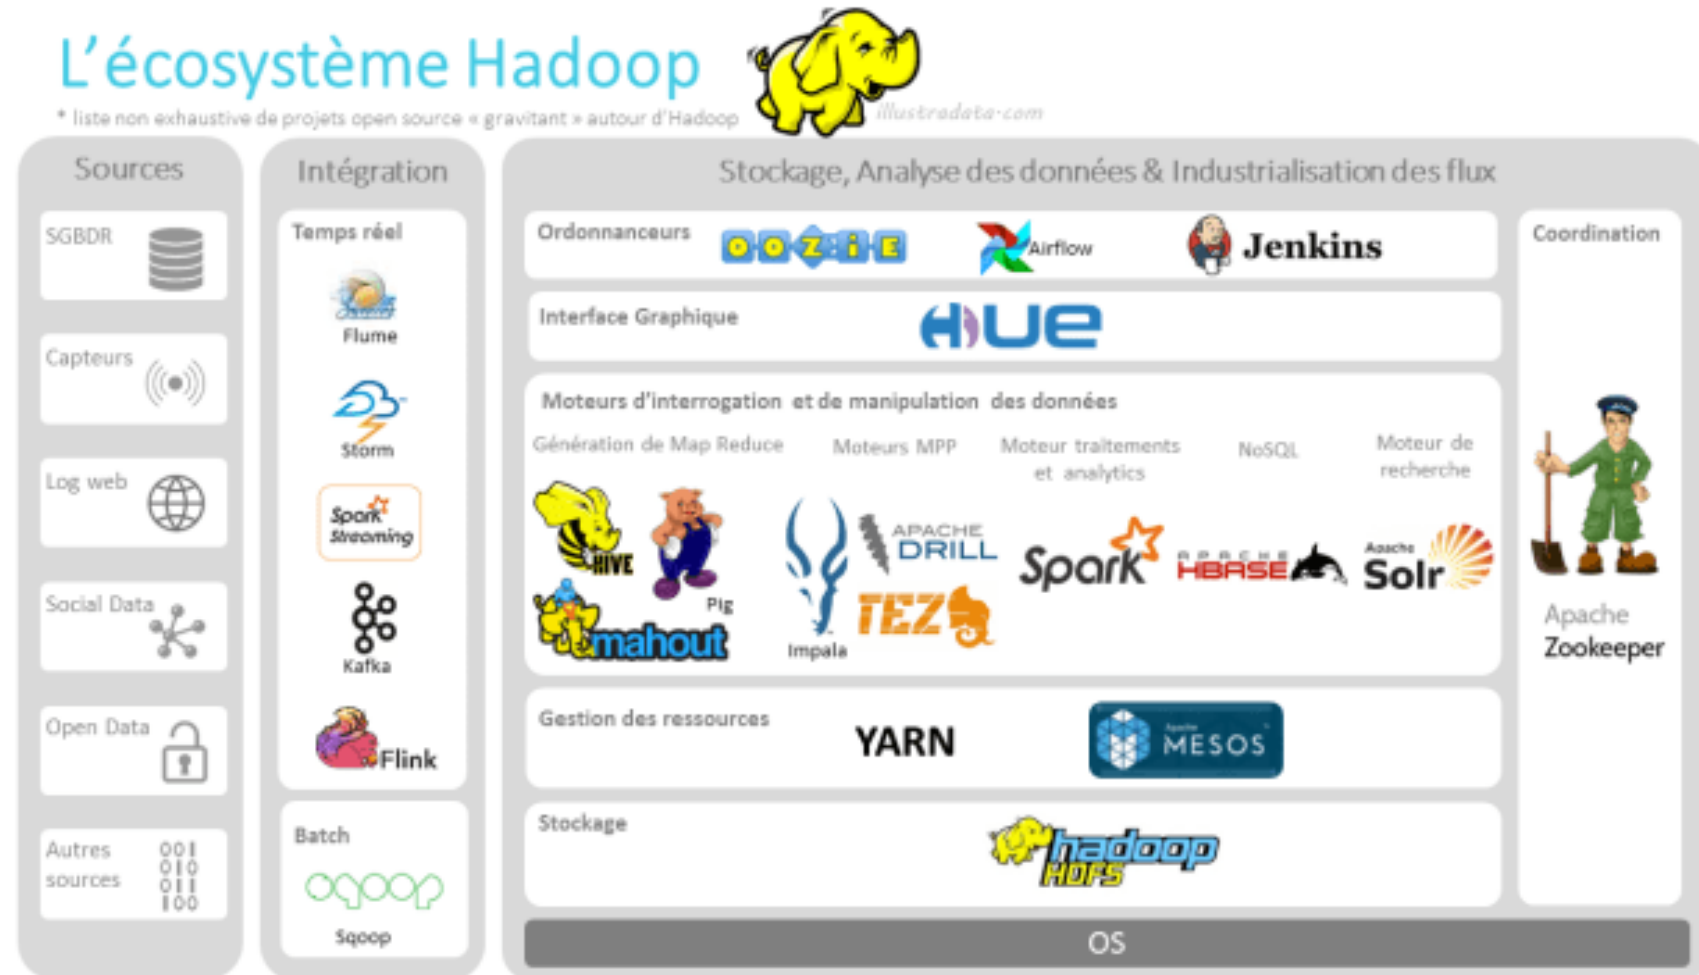 L'écosystème Hadoop
* liste non exhaustive de projets open source « gravitant » autour d'Hadoop
illustradata.com
Sources
SGBDR
Capteurs
Log web
Social Data
Open Data
Autres
sources
001
010
011
100
Intégration
Temps réel
Flume
Storm
Spark
Streaming
Kafka
Flink
Batch
sqoop
Sqoop
Stockage, Analyse des données & Industrialisation des flux
Ordonnanceurs
OOZiE
Airflow
Jenkins
Interface Graphique
HUE
Moteurs d'interrogation et de manipulation des données
Génération de Map Reduce
HIVE
Pig
mahout
Moteurs MPP
Impala
APACHE
DRILL
TEZ
Moteur traitements
et analytics
Spark
NoSQL
APACHE
HBASE
Moteur de
recherche
Apache
Solr
Gestion des ressources
YARN
Apache
MESOS
Stockage
hadoop
HDFS
Coordination
Apache
Zookeeper
OS